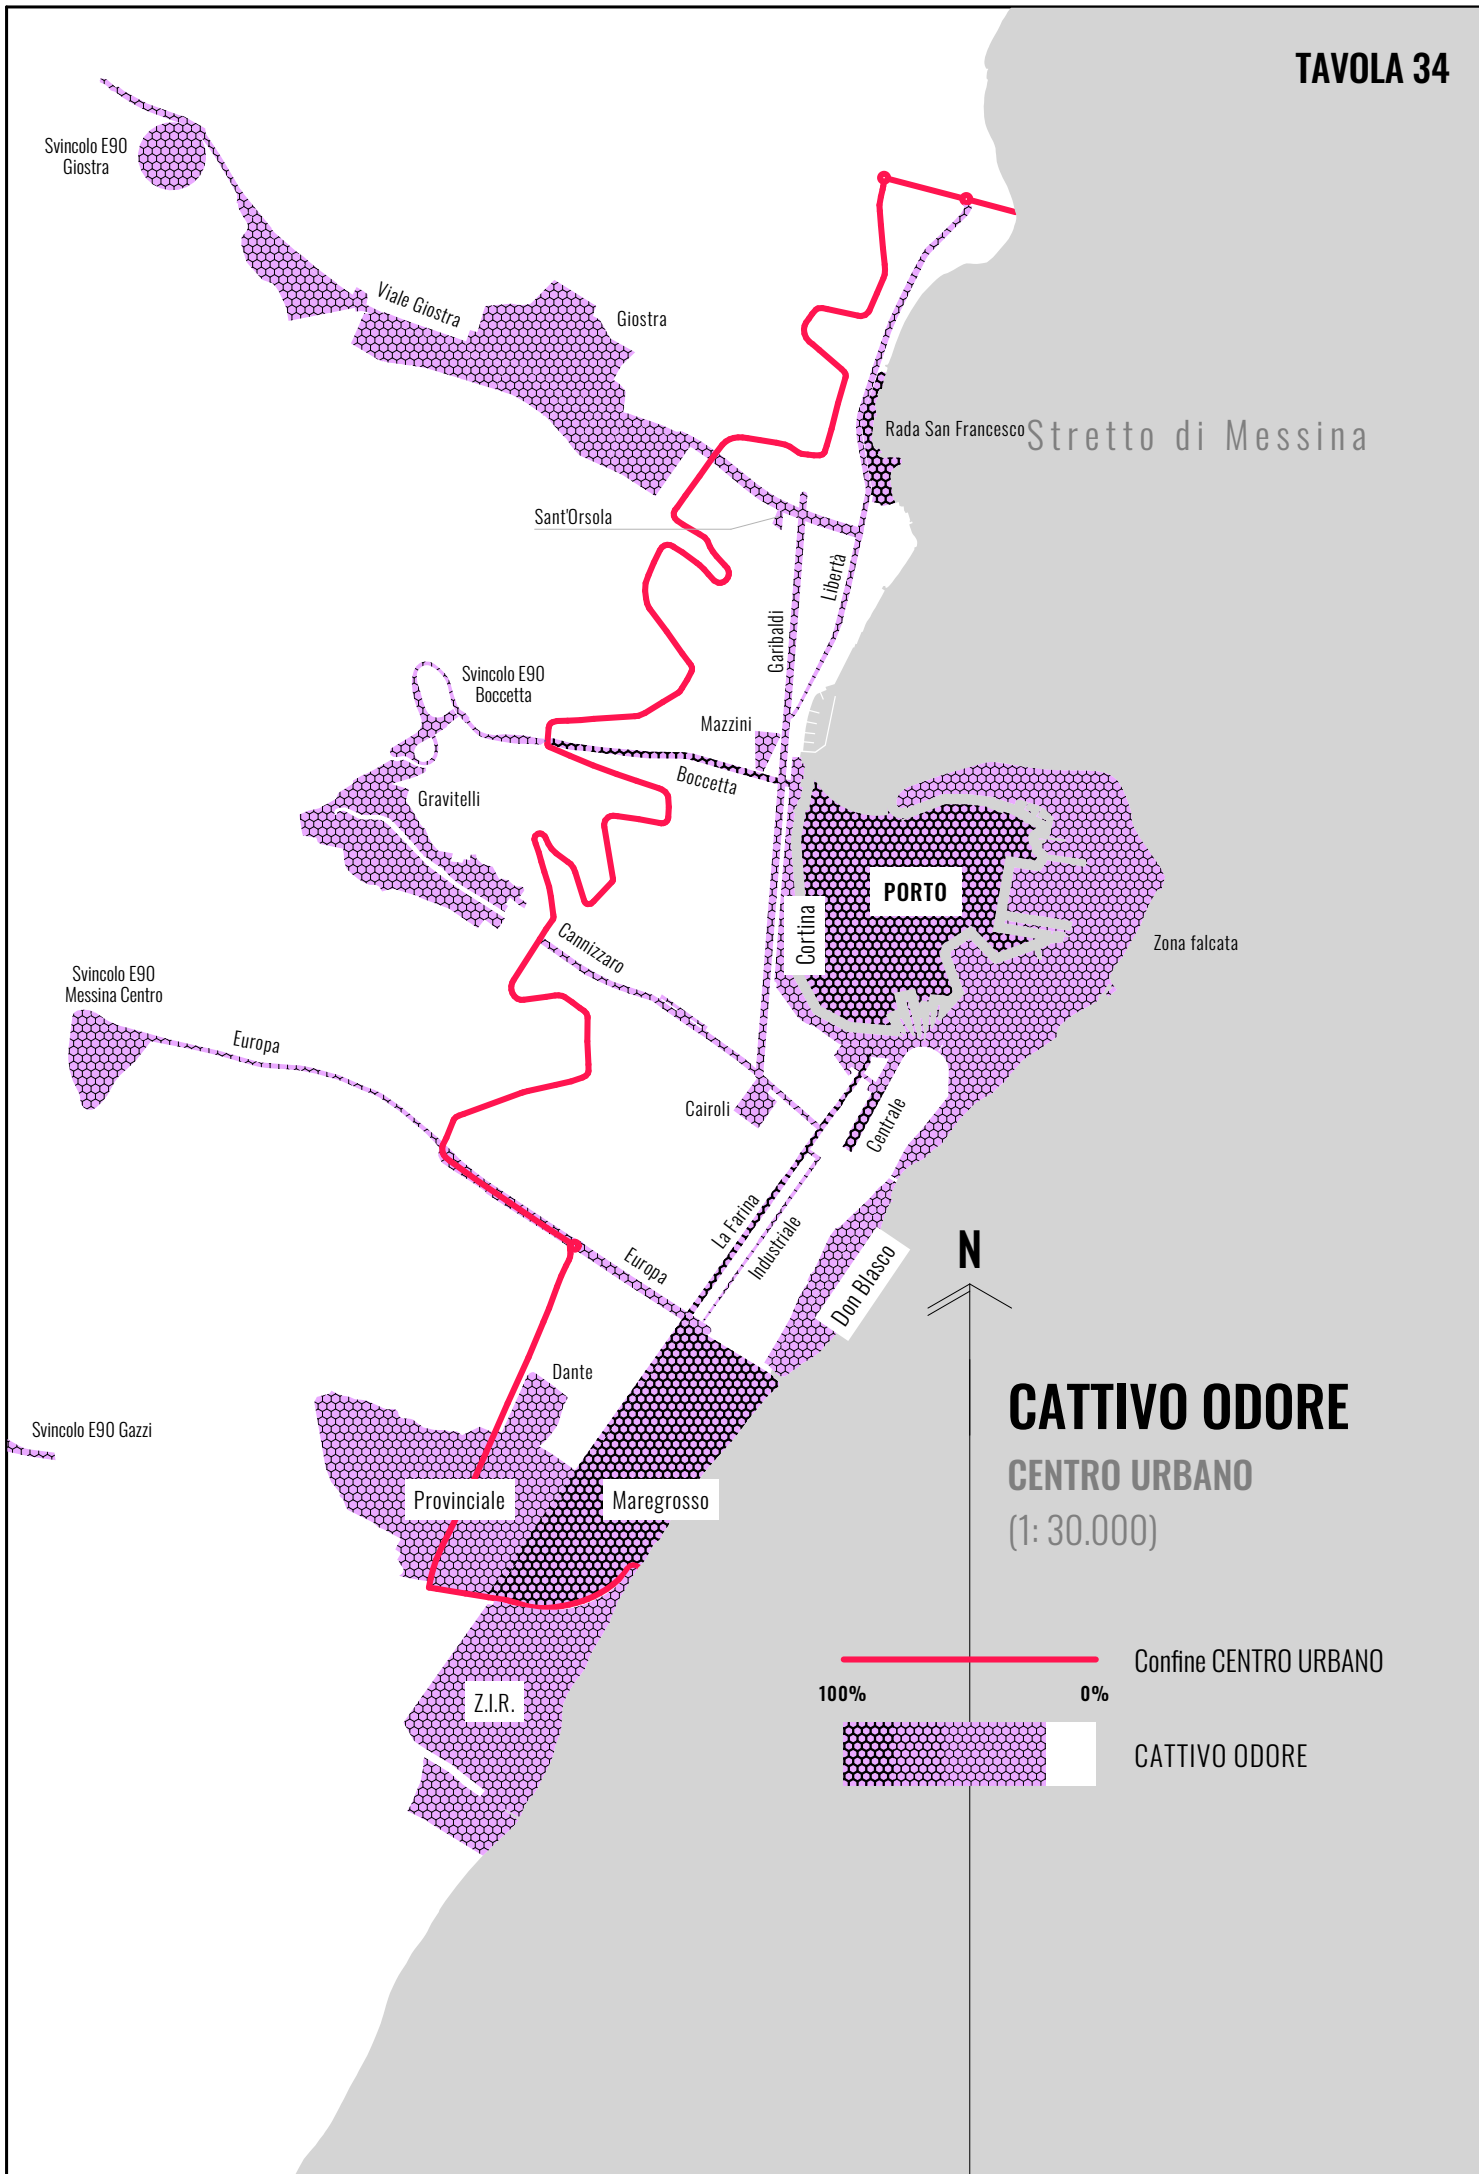 TAVOLA 34
Svincolo E90
Giostra
Viale Giostra
Giostra
Rada San Francesco
Stretto di Messina
Sant'Orsola
Libertà
Garibaldi
Svincolo E90
Boccetta
Mazzini
Boccetta
Gravitelli
PORTO
Cortina
Cannizzaro
Zona falcata
Svincolo E90
Messina Centro
Europa
Cairoli
Centrale
La Farina
Industriale
Europa
Don Blasco
N
Dante
CATTIVO ODORE
Svincolo E90 Gazzi
CENTRO URBANO
Provinciale
Maregrosso
(1: 30.000)
Confine CENTRO URBANO
100%
0%
Z.I.R.
CATTIVO ODORE